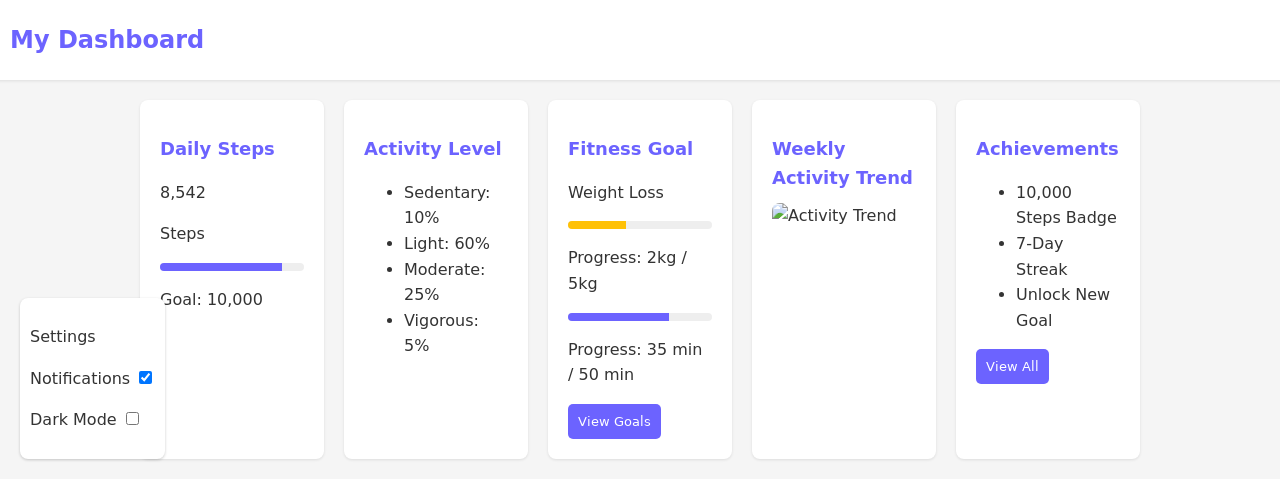 My Dashboard
Daily Steps
8,542
Steps
Goal: 10,000
Activity Level
Sedentary:
10%
Light: 60%
Moderate:
25%
Vigorous:
5%
Fitness Goal
Weight Loss
Progress: 2kg /
5kg
Progress: 35 min
/ 50 min
View Goals
Weekly
Activity Trend
Activity Trend
Achievements
10,000
Steps Badge
7-Day
Streak
Unlock New
Goal
View All
Settings
Notifications
Dark Mode